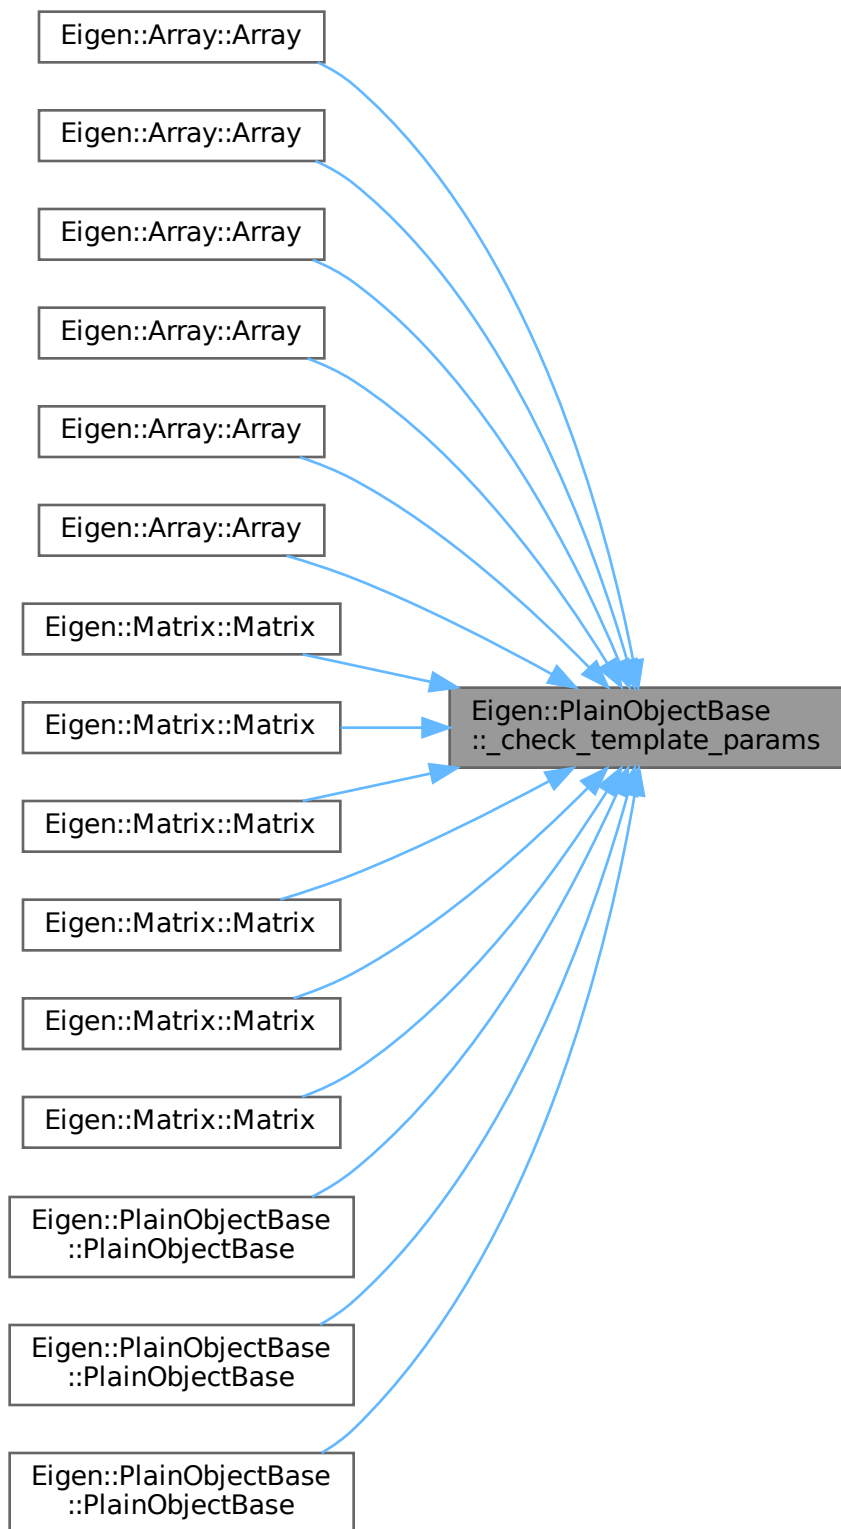 Eigen::Array::Array
Eigen::Array::Array
Eigen::Array::Array
Eigen::Array::Array
Eigen::Array::Array
Eigen::Array::Array
Eigen::Matrix::Matrix
Eigen::Matrix::Matrix
Eigen::Matrix::Matrix
Eigen::Matrix::Matrix
Eigen::Matrix::Matrix
Eigen::Matrix::Matrix
Eigen::PlainObjectBase
::PlainObjectBase
Eigen::PlainObjectBase
::PlainObjectBase
Eigen::PlainObjectBase
::PlainObjectBase
Eigen::PlainObjectBase
::_check_template_params